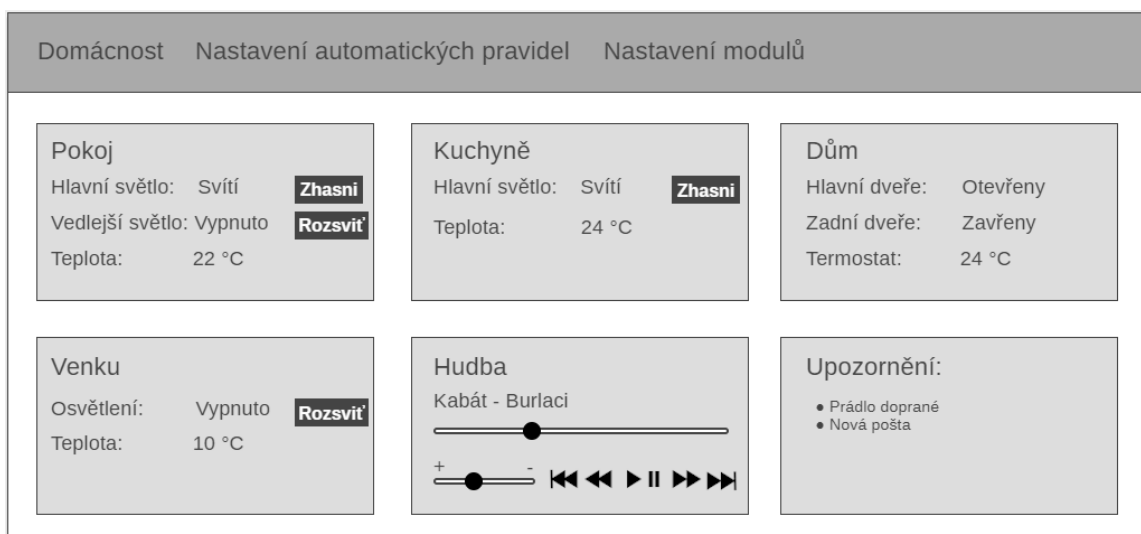 Domácnost Nastavení automatických pravidel Nastavení modulů
Pokoj
Hlavní světlo: Svítí Zhasni
Vedlejší světlo: Vypnuto Rozsviť
Teplota: 22 °C
Kuchyně
Hlavní světlo: Svítí Zhasni
Teplota: 24 °C
Dům
Hlavní dveře: Otevřeny
Zadní dveře: Zavřeny
Termostat: 24 °C
Venku
Osvětlení: Vypnuto Rozsviť
Teplota: 10 °C
Hudba
Kabát - Burlaci
+ -
Upozornění:
● Prádlo doprané
● Nová pošta